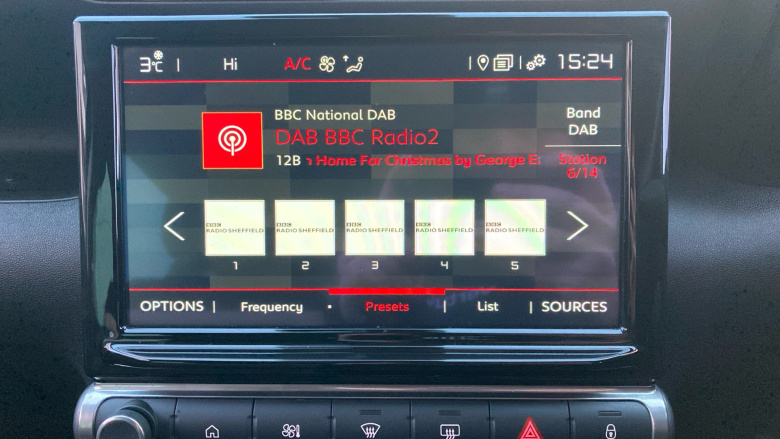 3°C | Hi A/C | | 15:24
BBC National DAB
DAB BBC Radio2
12B Home For Christmas by George E
Band
DAB
Station
6/14
BBC
RADIO SHEFFIELD
BBC
RADIO SHEFFIELD
BBC
RADIO SHEFFIELD
BBC
RADIO SHEFFIELD
BBC
RADIO SHEFFIELD
1 2 3 4 5
OPTIONS | Frequency Presets | List | SOURCES